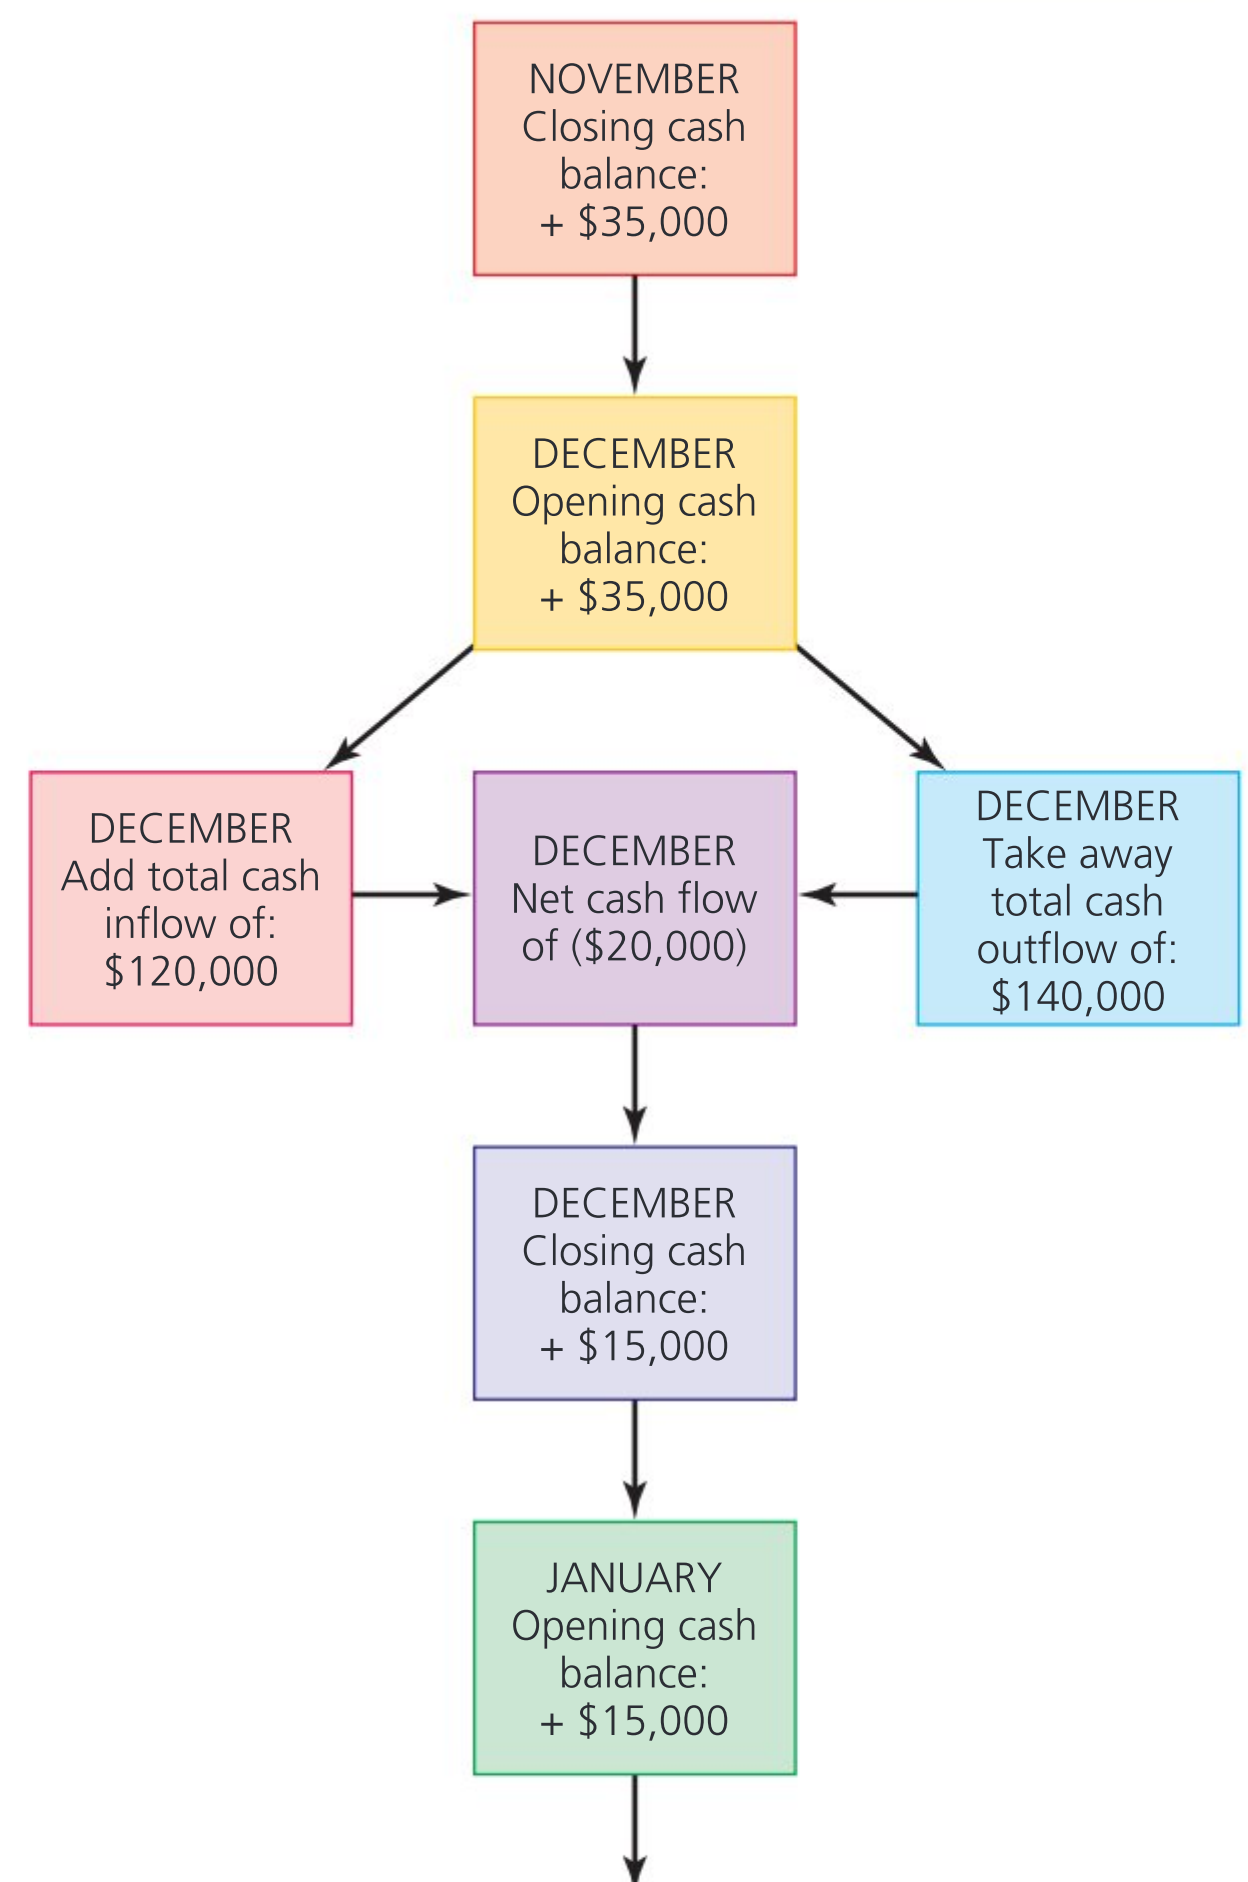 NOVEMBER
Closing cash
balance:
+ $35,000
DECEMBER
Opening cash
balance:
+ $35,000
DECEMBER
Add total cash
inflow of:
$120,000
DECEMBER
Net cash flow
of ($20,000)
DECEMBER
Take away
total cash
outflow of:
$140,000
DECEMBER
Closing cash
balance:
+ $15,000
JANUARY
Opening cash
balance:
+ $15,000